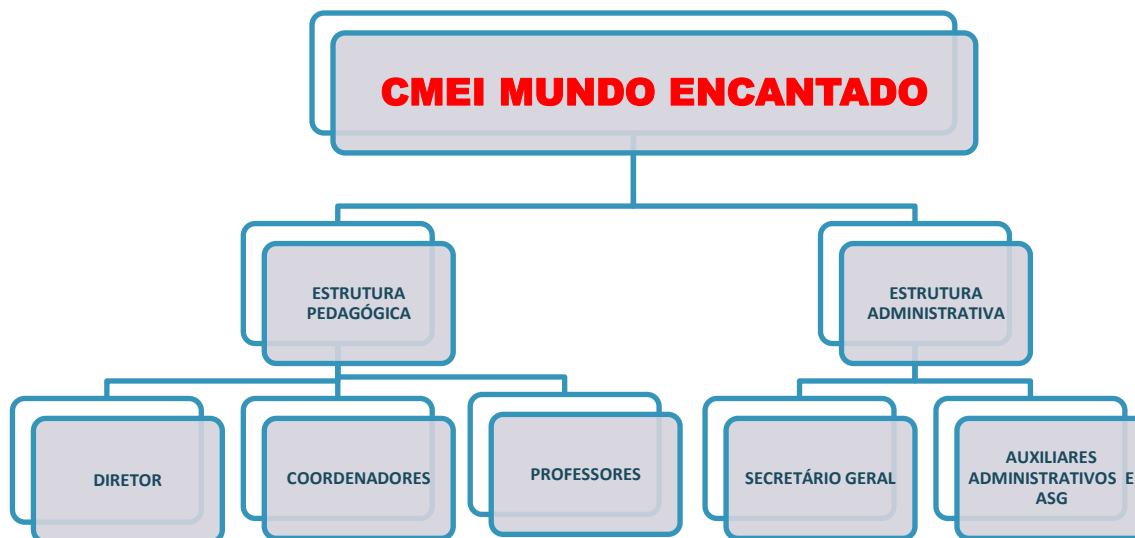 CMEI MUNDO ENCANTADO
ESTRUTURA
PEDAGÓGICA
ESTRUTURA
ADMINISTRATIVA
DIRETOR
COORDENADORES
PROFESSORES
SECRETÁRIO GERAL
AUXILIARES
ADMINISTRATIVOS E
ASG